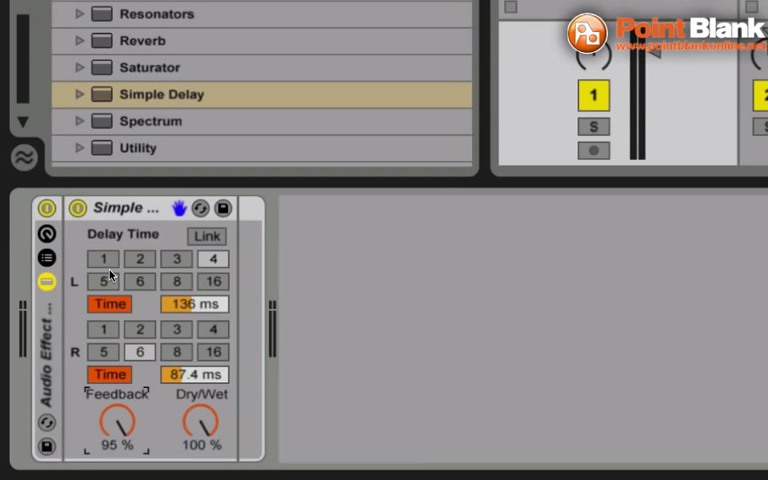 Resonators
Reverb
Saturator
Simple Delay
Spectrum
Utility
Point Blank
www.pointblankonline.net
1
S
Simple ...
Delay Time
Link
1 2 3 4
L
5 6 8 16
Time 136 ms
1 2 3 4
R
5 6 8 16
Time 87.4 ms
Feedback Dry/Wet
95 % 100 %
Audio Effect ...